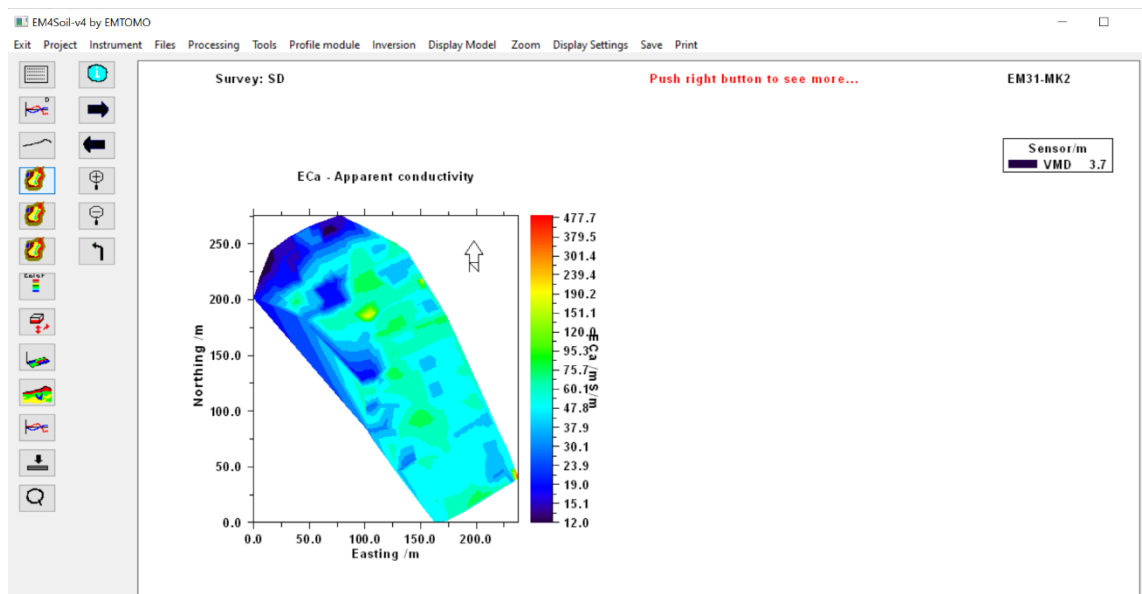 EM4Soil-v4 by EMTOMO
Exit Project Instrument Files Processing Tools Profile module Inversion Display Model Zoom Display Settings Save Print
Survey: SD
Push right button to see more...
EM31-MK2
Sensor/m
VMD 3.7
ECa - Apparent conductivity
D
Color
N
Northing /m
250.0
200.0
150.0
100.0
50.0
0.0
0.0 50.0 100.0 150.0 200.0
Easting /m
477.7
379.5
301.4
239.4
190.2
151.1
120.0
95.3
75.7
60.1
47.8
37.9
30.1
23.9
19.0
15.1
12.0
ECa /mS/m